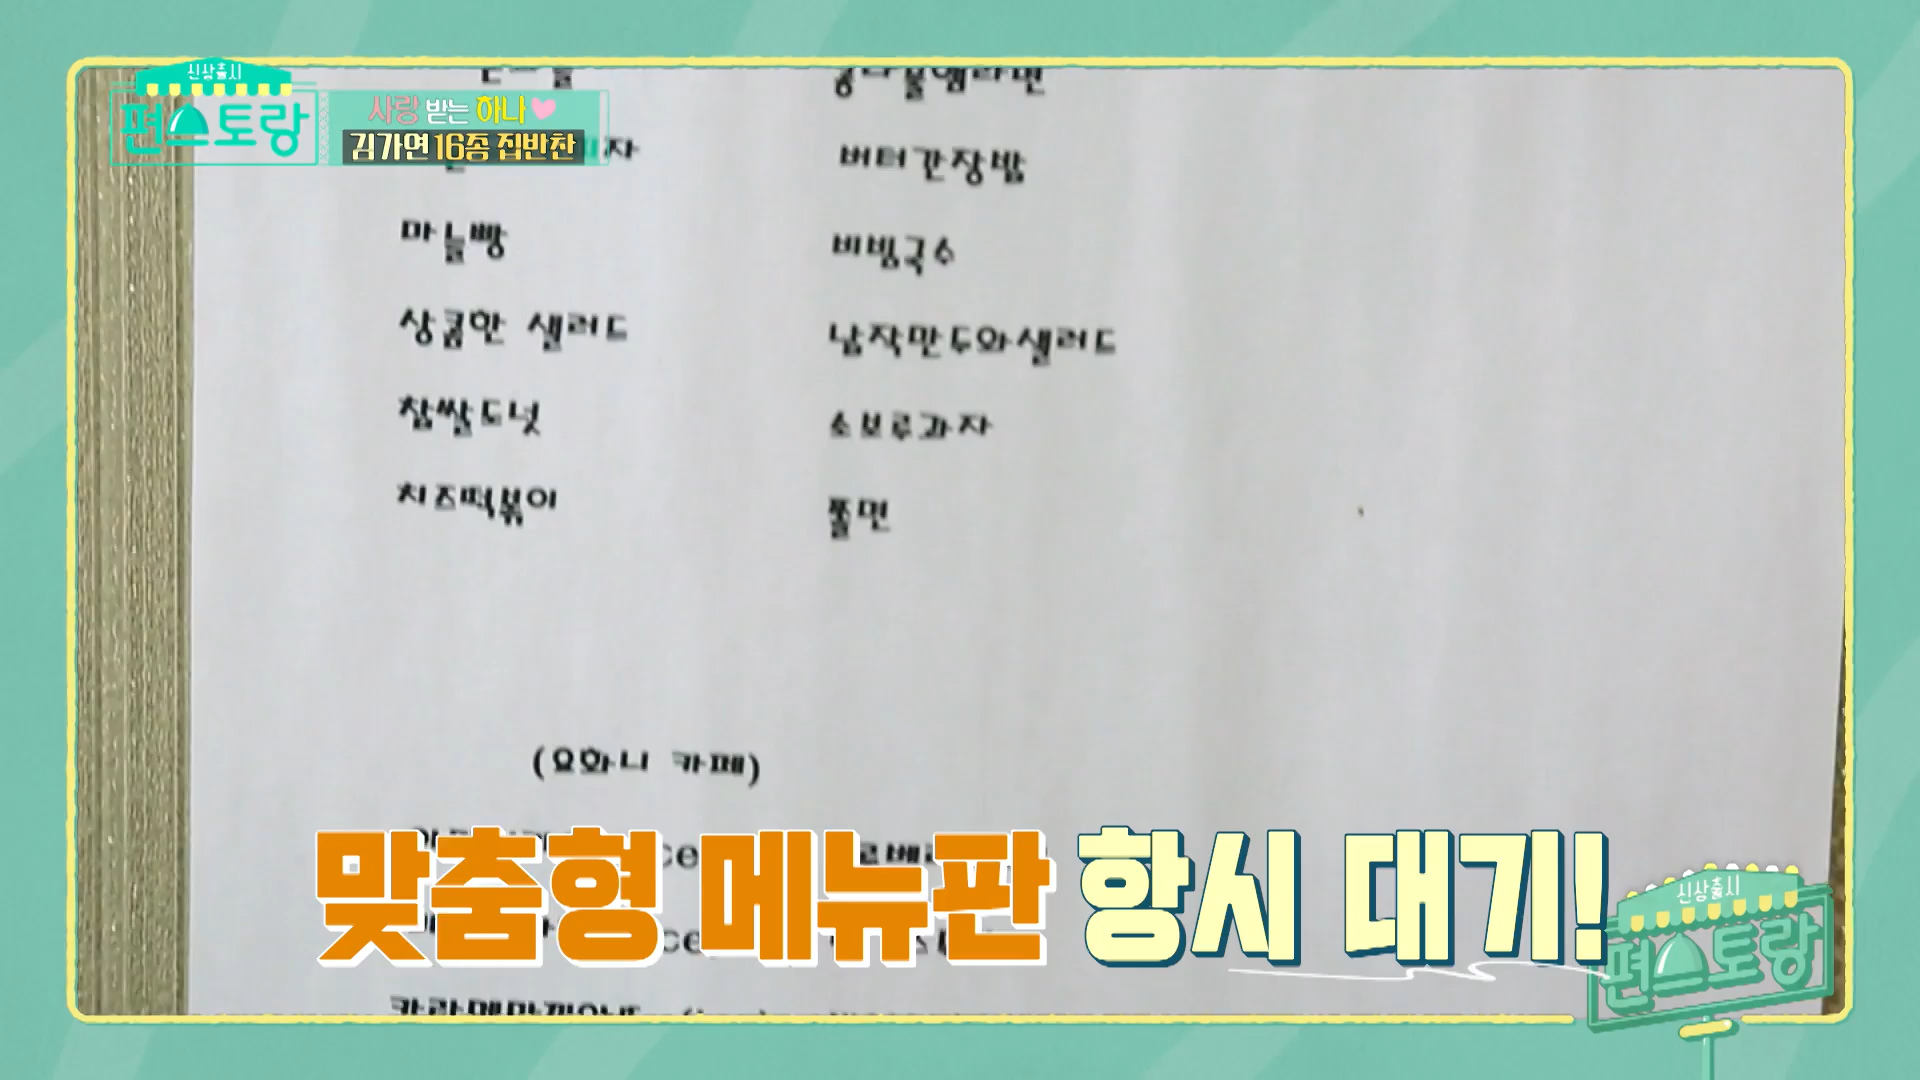 신상출시
편스토랑
사랑 받는 하나
김가연 16종 집반찬
버터간장밥
마늘빵
비빔국수
상큼한 샐러드
납작만두와샐러드
찹쌀도넛
소보루과자
치즈떡볶이
쫄면
(요화니 카페)
맞춤형 메뉴판 항시 대기!
신상출시
편스토랑